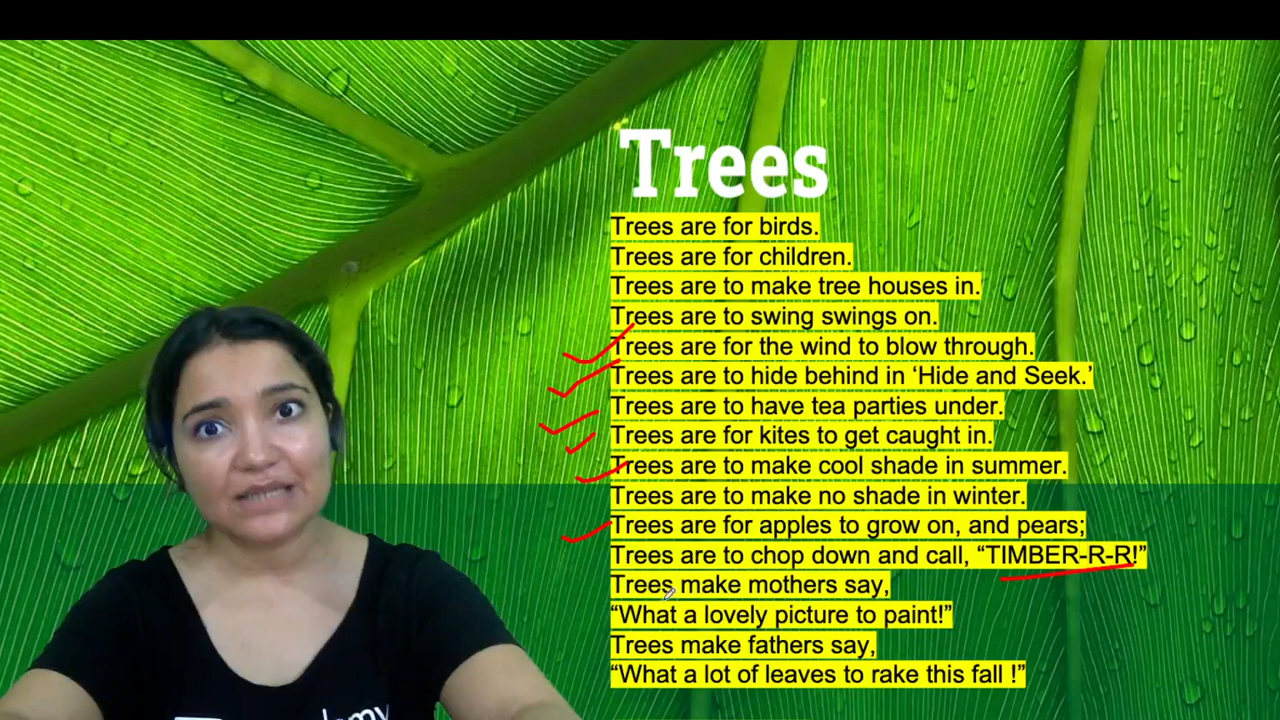 Trees
Trees are for birds.
Trees are for children.
Trees are to make tree houses in.
Trees are to swing swings on.
Trees are for the wind to blow through.
Trees are to hide behind in ‘Hide and Seek.’
Trees are to have tea parties under.
Trees are for kites to get caught in.
Trees are to make cool shade in summer.
Trees are to make no shade in winter.
Trees are for apples to grow on, and pears;
Trees are to chop down and call, “TIMBER-R-R!”
Trees make mothers say,
“What a lovely picture to paint!”
Trees make fathers say,
“What a lot of leaves to rake this fall !”